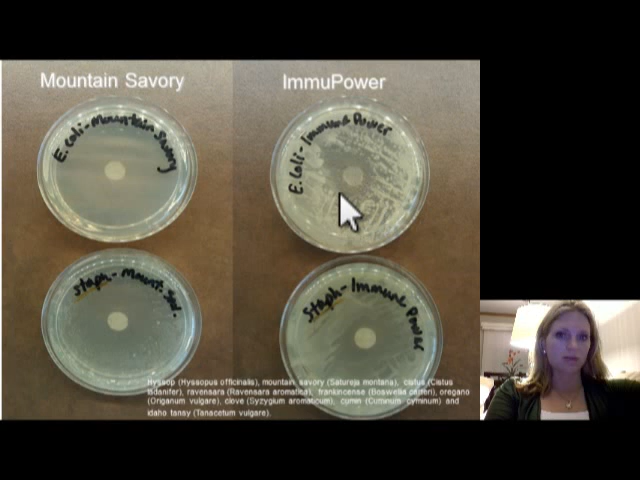 Mountain Savory
ImmuPower
E.coli-Mountain Savory
E.Coli-Immune Power
Staph-Mount. Sav.
Staph-Immune Power
Hyssop (Hyssopus officinalis), mountain savory (Satureja montana), cistus (Cistus
ladanifer), ravensara (Ravensara aromatica), frankincense (Boswellia carteri), oregano
(Origanum vulgare), clove (Syzygium aromaticum), cumin (Cuminum cyminum) and
idaho tansy (Tanacetum vulgare).